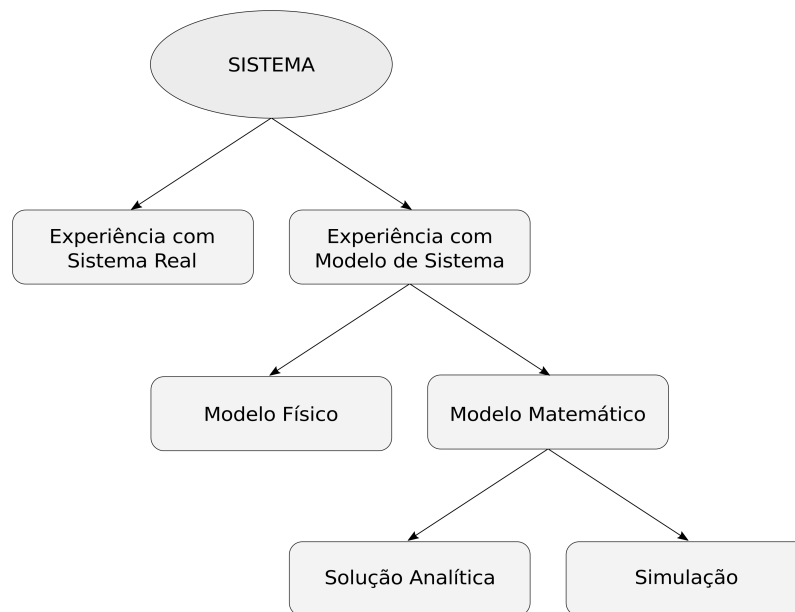 SISTEMA
Experiência com
Sistema Real
Experiência com
Modelo de Sistema
Modelo Físico
Modelo Matemático
Solução Analítica
Simulação